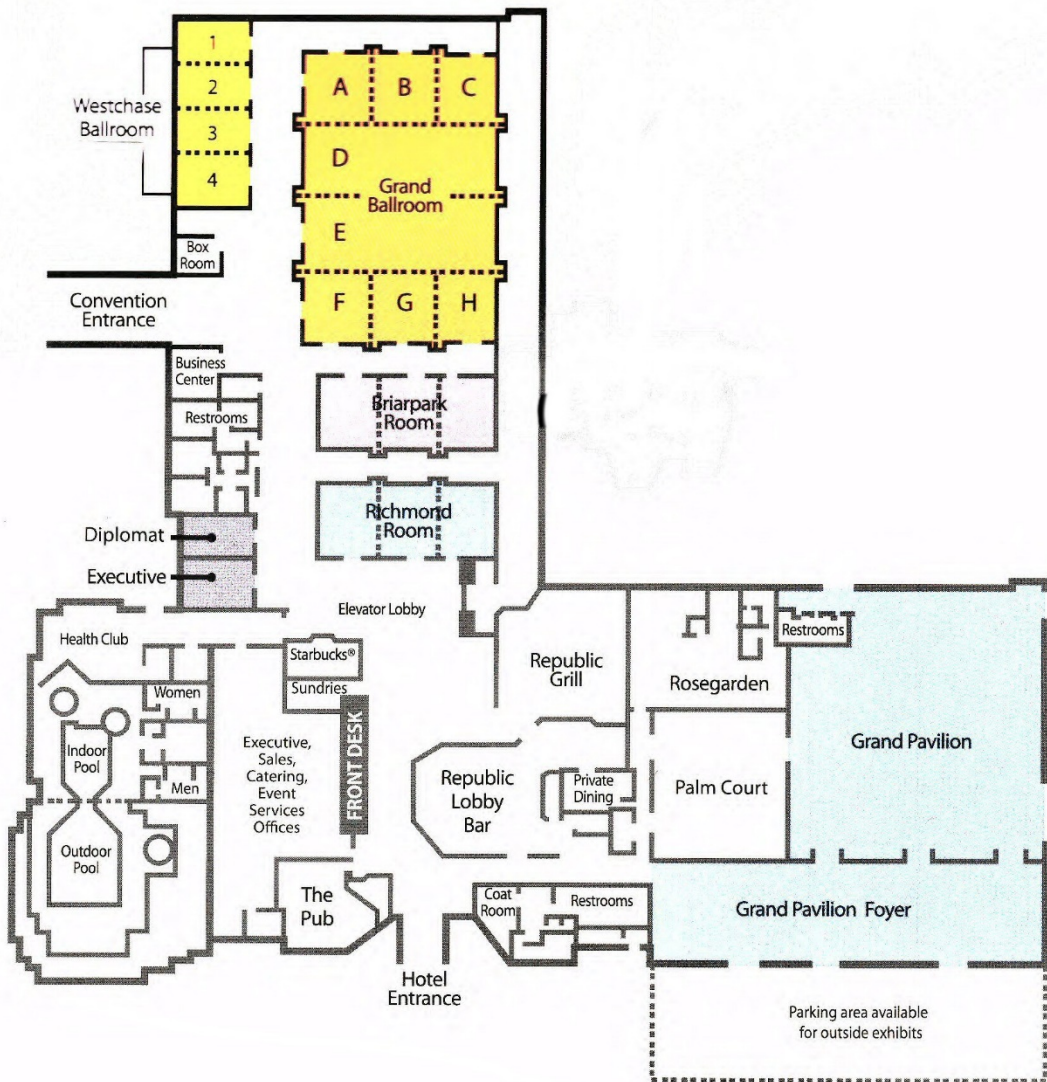 1
2
3
4
Westchase
Ballroom
A
B
C
D
Grand
Ballroom
E
F
G
H
Box
Room
Convention
Entrance
Business
Center
Restrooms
Briarpark
Room
Richmond
Room
Diplomat
Executive
Elevator Lobby
Health Club
Starbucks®
Sundries
Women
Indoor
Pool
Men
Outdoor
Pool
Executive,
Sales,
Catering,
Event
Services
Offices
FRONT DESK
Republic
Grill
Republic
Lobby
Bar
Private
Dining
Rosegarden
Restrooms
Palm Court
Grand Pavilion
The
Pub
Coat
Room
Restrooms
Grand Pavilion Foyer
Hotel
Entrance
Parking area available
for outside exhibits